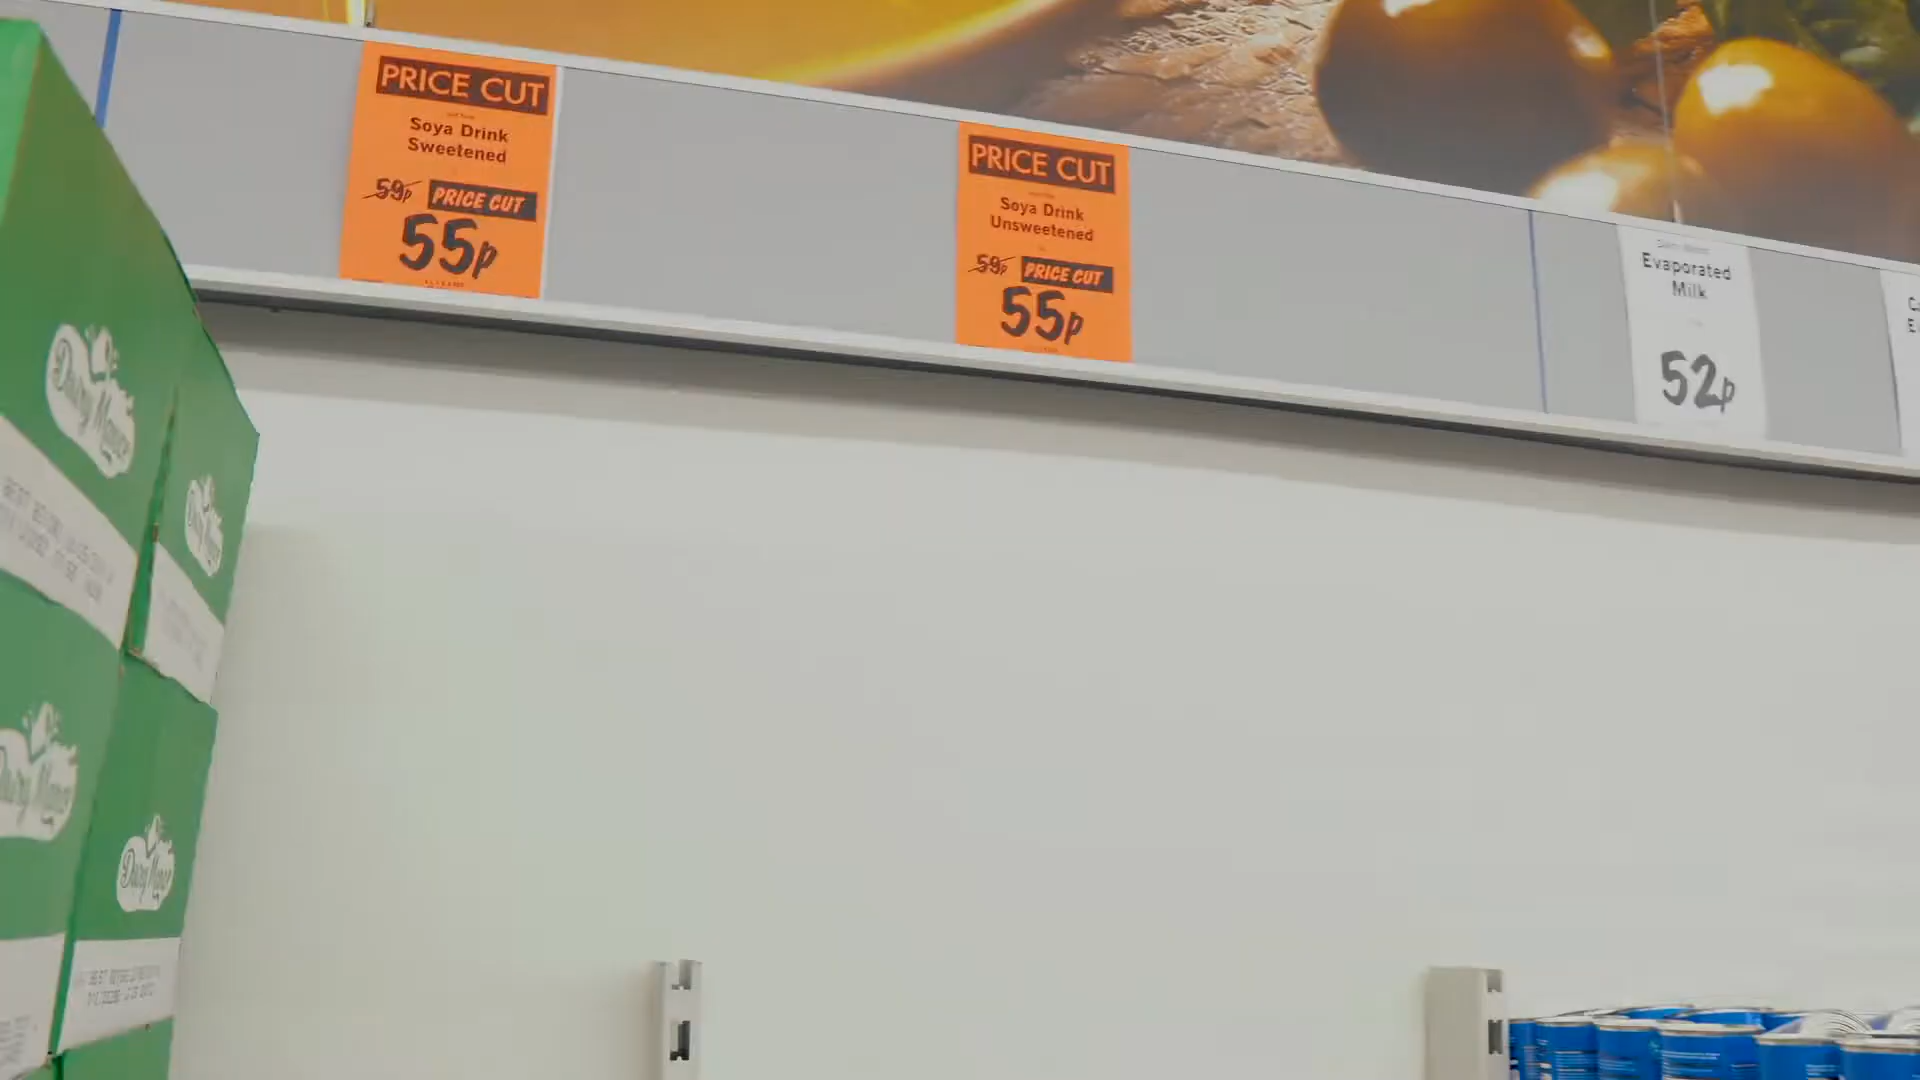 PRICE CUT
Soya Drink
Sweetened
59p PRICE CUT
55p
PRICE CUT
Soya Drink
Unsweetened
59p PRICE CUT
55p
Evaporated
Milk
52p
Dairy Manor
Dairy Manor
Dairy Manor
Dairy Manor